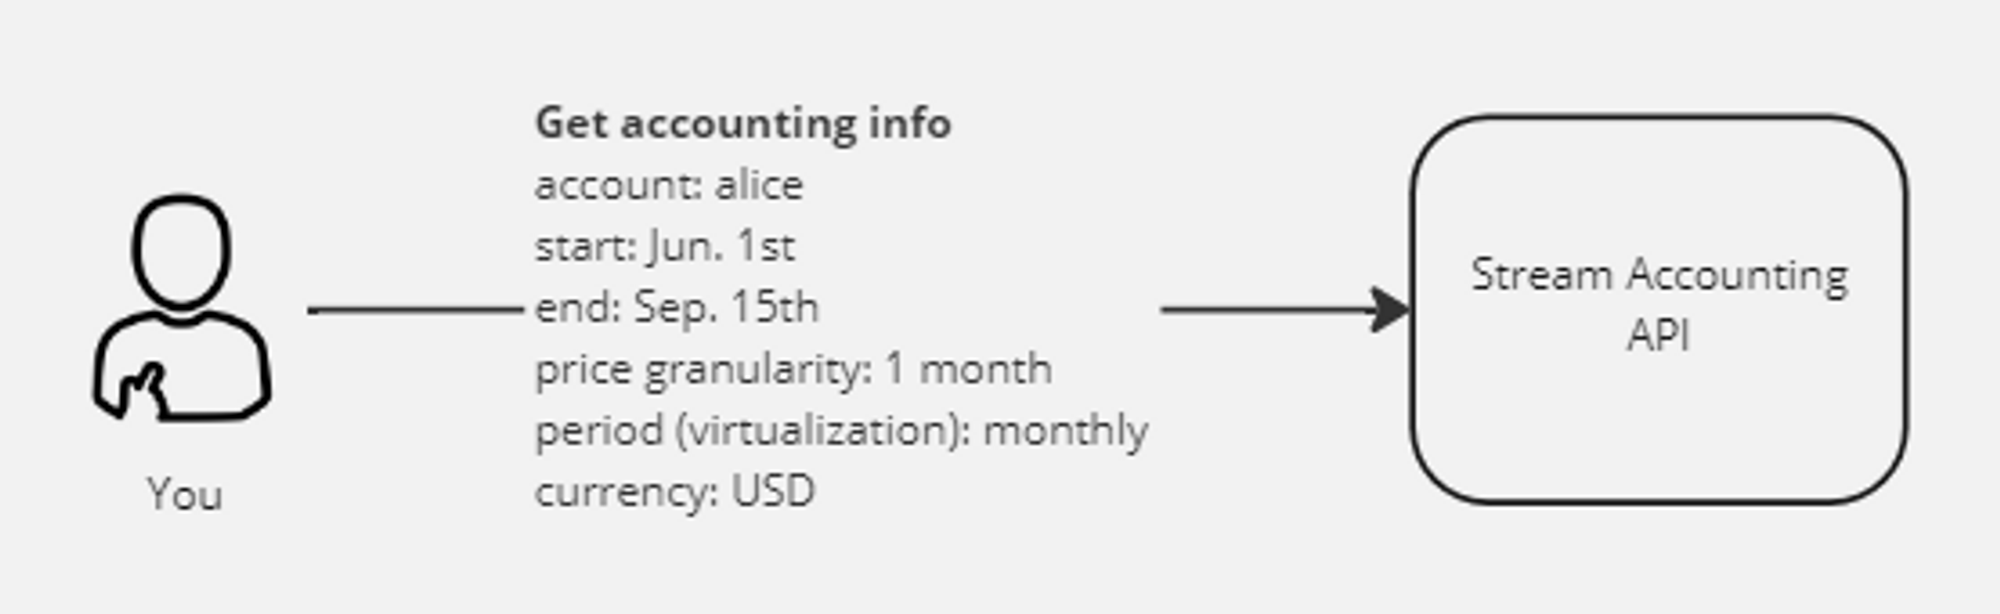 Get accounting info
account: alice
start: Jun. 1st
end: Sep. 15th
price granularity: 1 month
period (virtualization): monthly
currency: USD
You
Stream Accounting
API